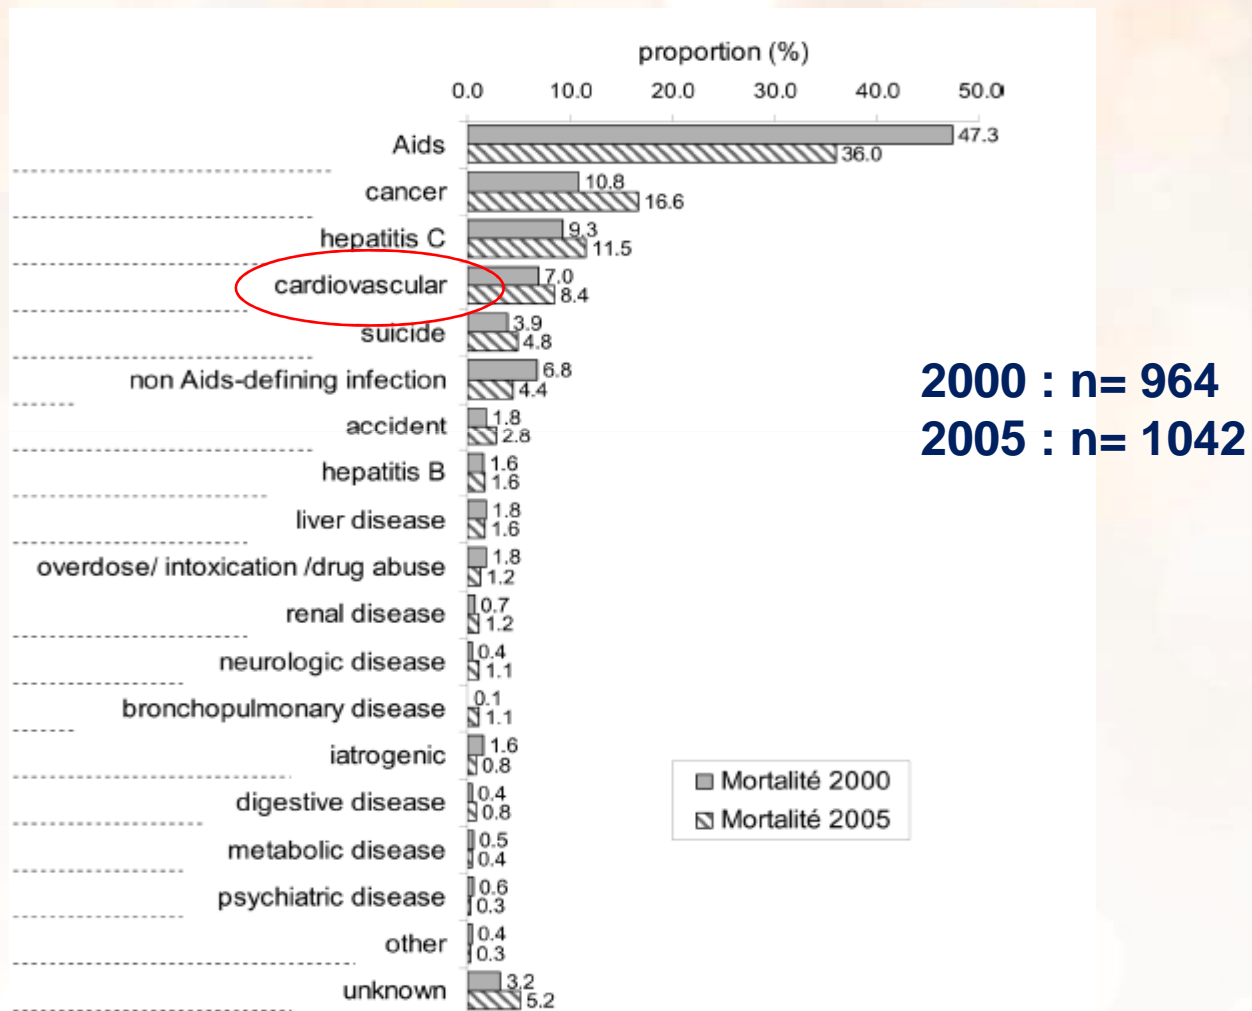 proportion (%)
0.0 10.0 20.0 30.0 40.0 50.0
Aids 47.3
36.0
cancer 10.8
16.6
hepatitis C 9.3
11.5
cardiovascular 7.0
8.4
suicide 3.9
4.8
non Aids-defining infection 6.8
4.4
accident 1.8
2.8
hepatitis B 1.6
1.6
liver disease 1.8
1.6
overdose/ intoxication /drug abuse 1.8
1.2
renal disease 0.7
1.2
neurologic disease 0.4
1.1
bronchopulmonary disease 0.1
1.1
iatrogenic 1.6
0.8
digestive disease 0.4
0.8
metabolic disease 0.5
0.4
psychiatric disease 0.6
0.3
other 0.4
0.3
unknown 3.2
5.2
Mortalité 2000
Mortalité 2005
2000 : n= 964
2005 : n= 1042